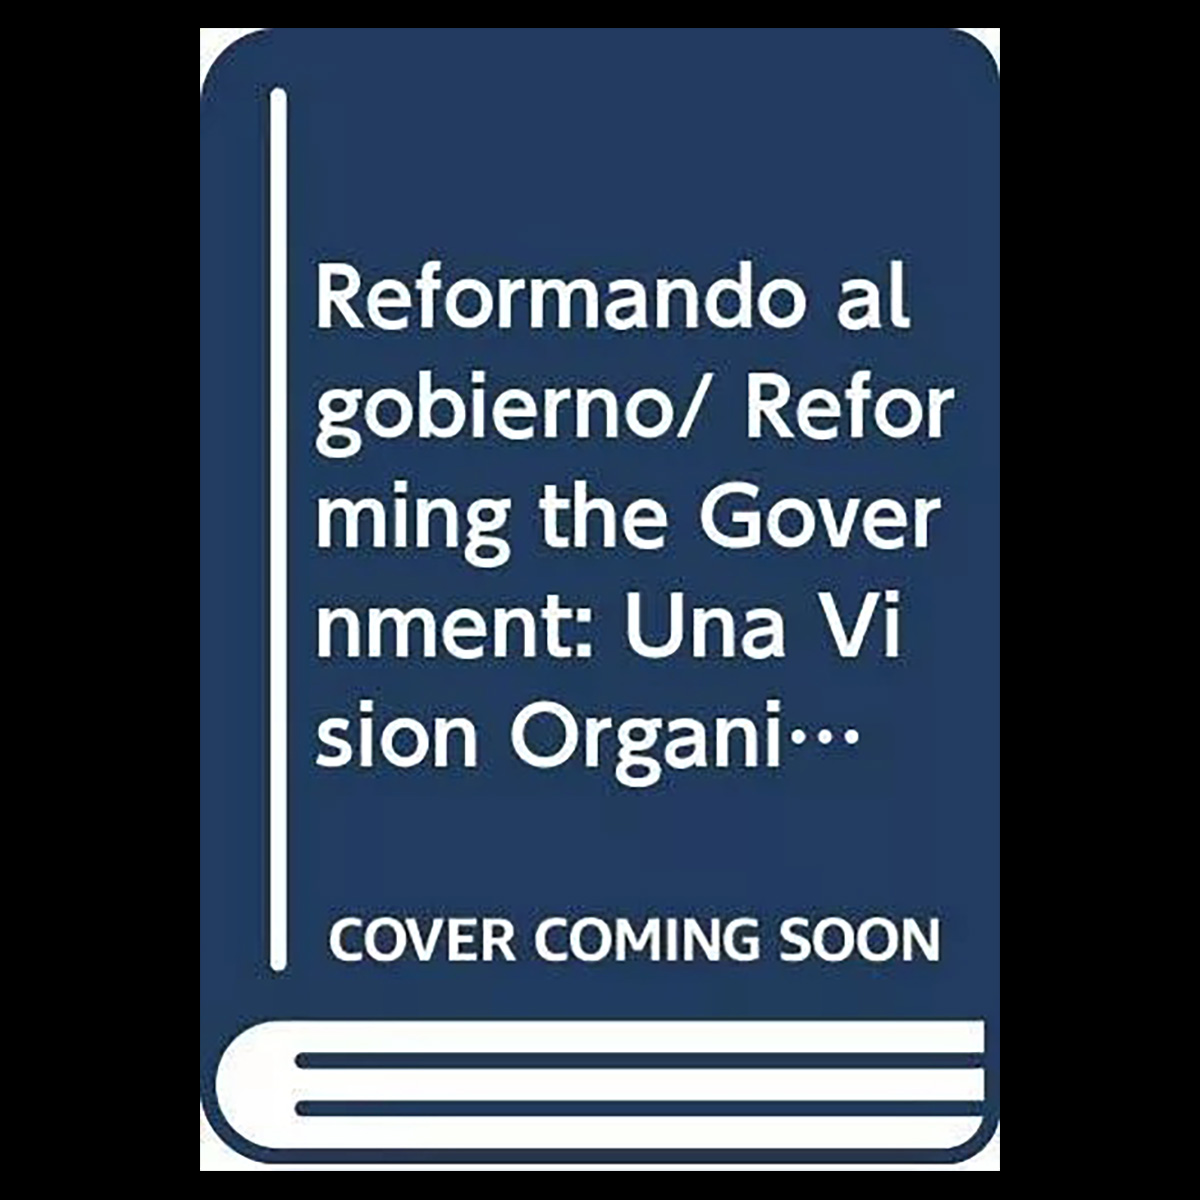 Reformando al
gobierno/ Refor
ming the Gover
nment: Una Vi
sion Organi…
COVER COMING SOON